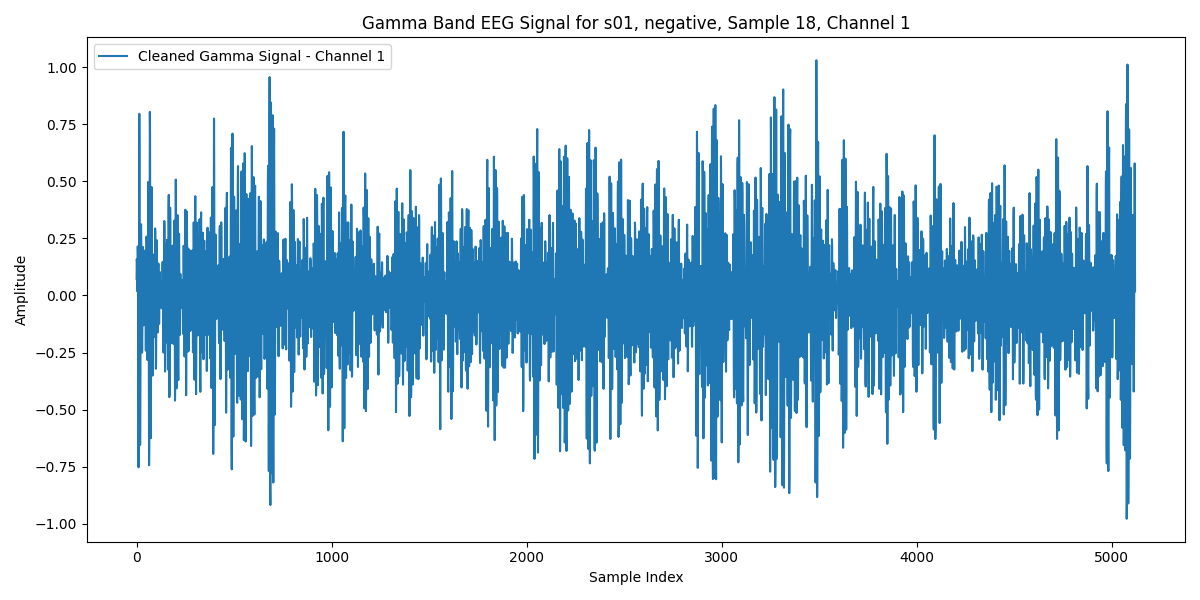 Gamma Band EEG Signal for s01, negative, Sample 18, Channel 1
Cleaned Gamma Signal - Channel 1
1.00
0.75
0.50
0.25
0.00
−0.25
−0.50
−0.75
−1.00
Amplitude
0 1000 2000 3000 4000 5000
Sample Index